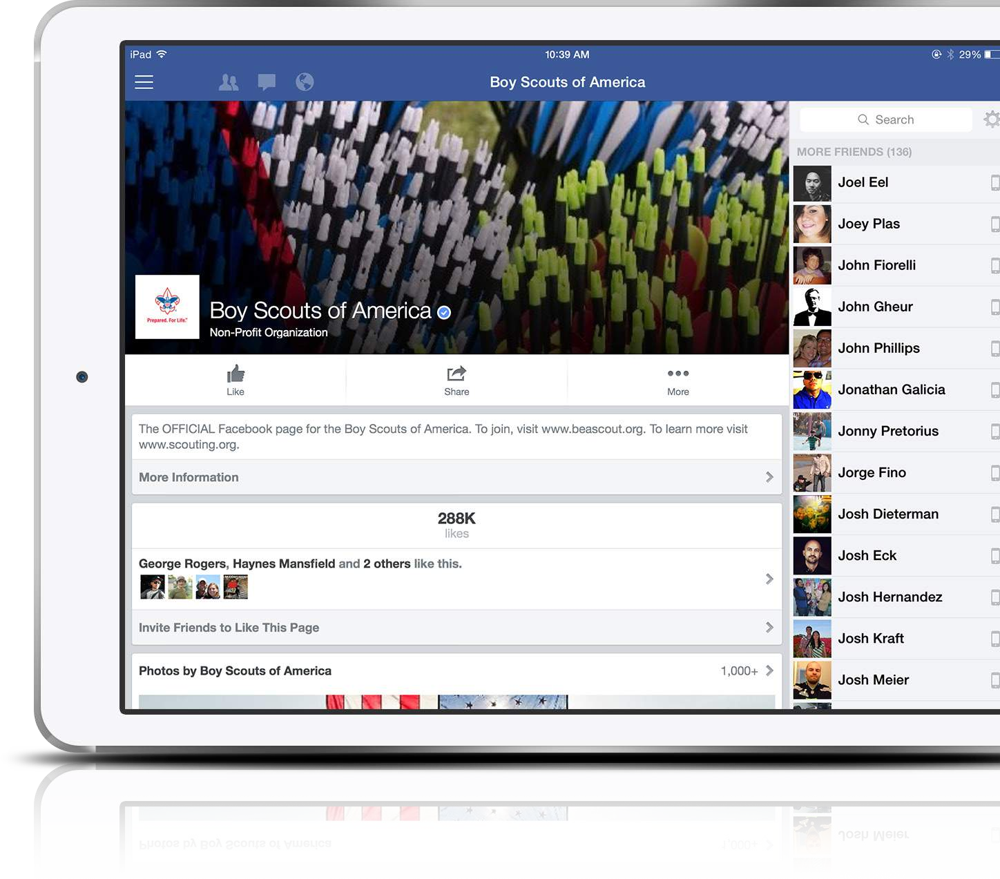 iPad
10:39 AM
29%
Boy Scouts of America
Search
MORE FRIENDS (136)
Joel Eel
Joey Plas
John Fiorelli
John Gheur
John Phillips
Jonathan Galicia
Jonny Pretorius
Jorge Fino
Josh Dieterman
Josh Eck
Josh Hernandez
Josh Kraft
Josh Meier
Prepared. For Life.™
Boy Scouts of America
Non-Profit Organization
Like
Share
More
The OFFICIAL Facebook page for the Boy Scouts of America. To join, visit www.beascout.org. To learn more visit
www.scouting.org.
More Information
288K
likes
George Rogers, Haynes Mansfield and 2 others like this.
Invite Friends to Like This Page
Photos by Boy Scouts of America
1,000+